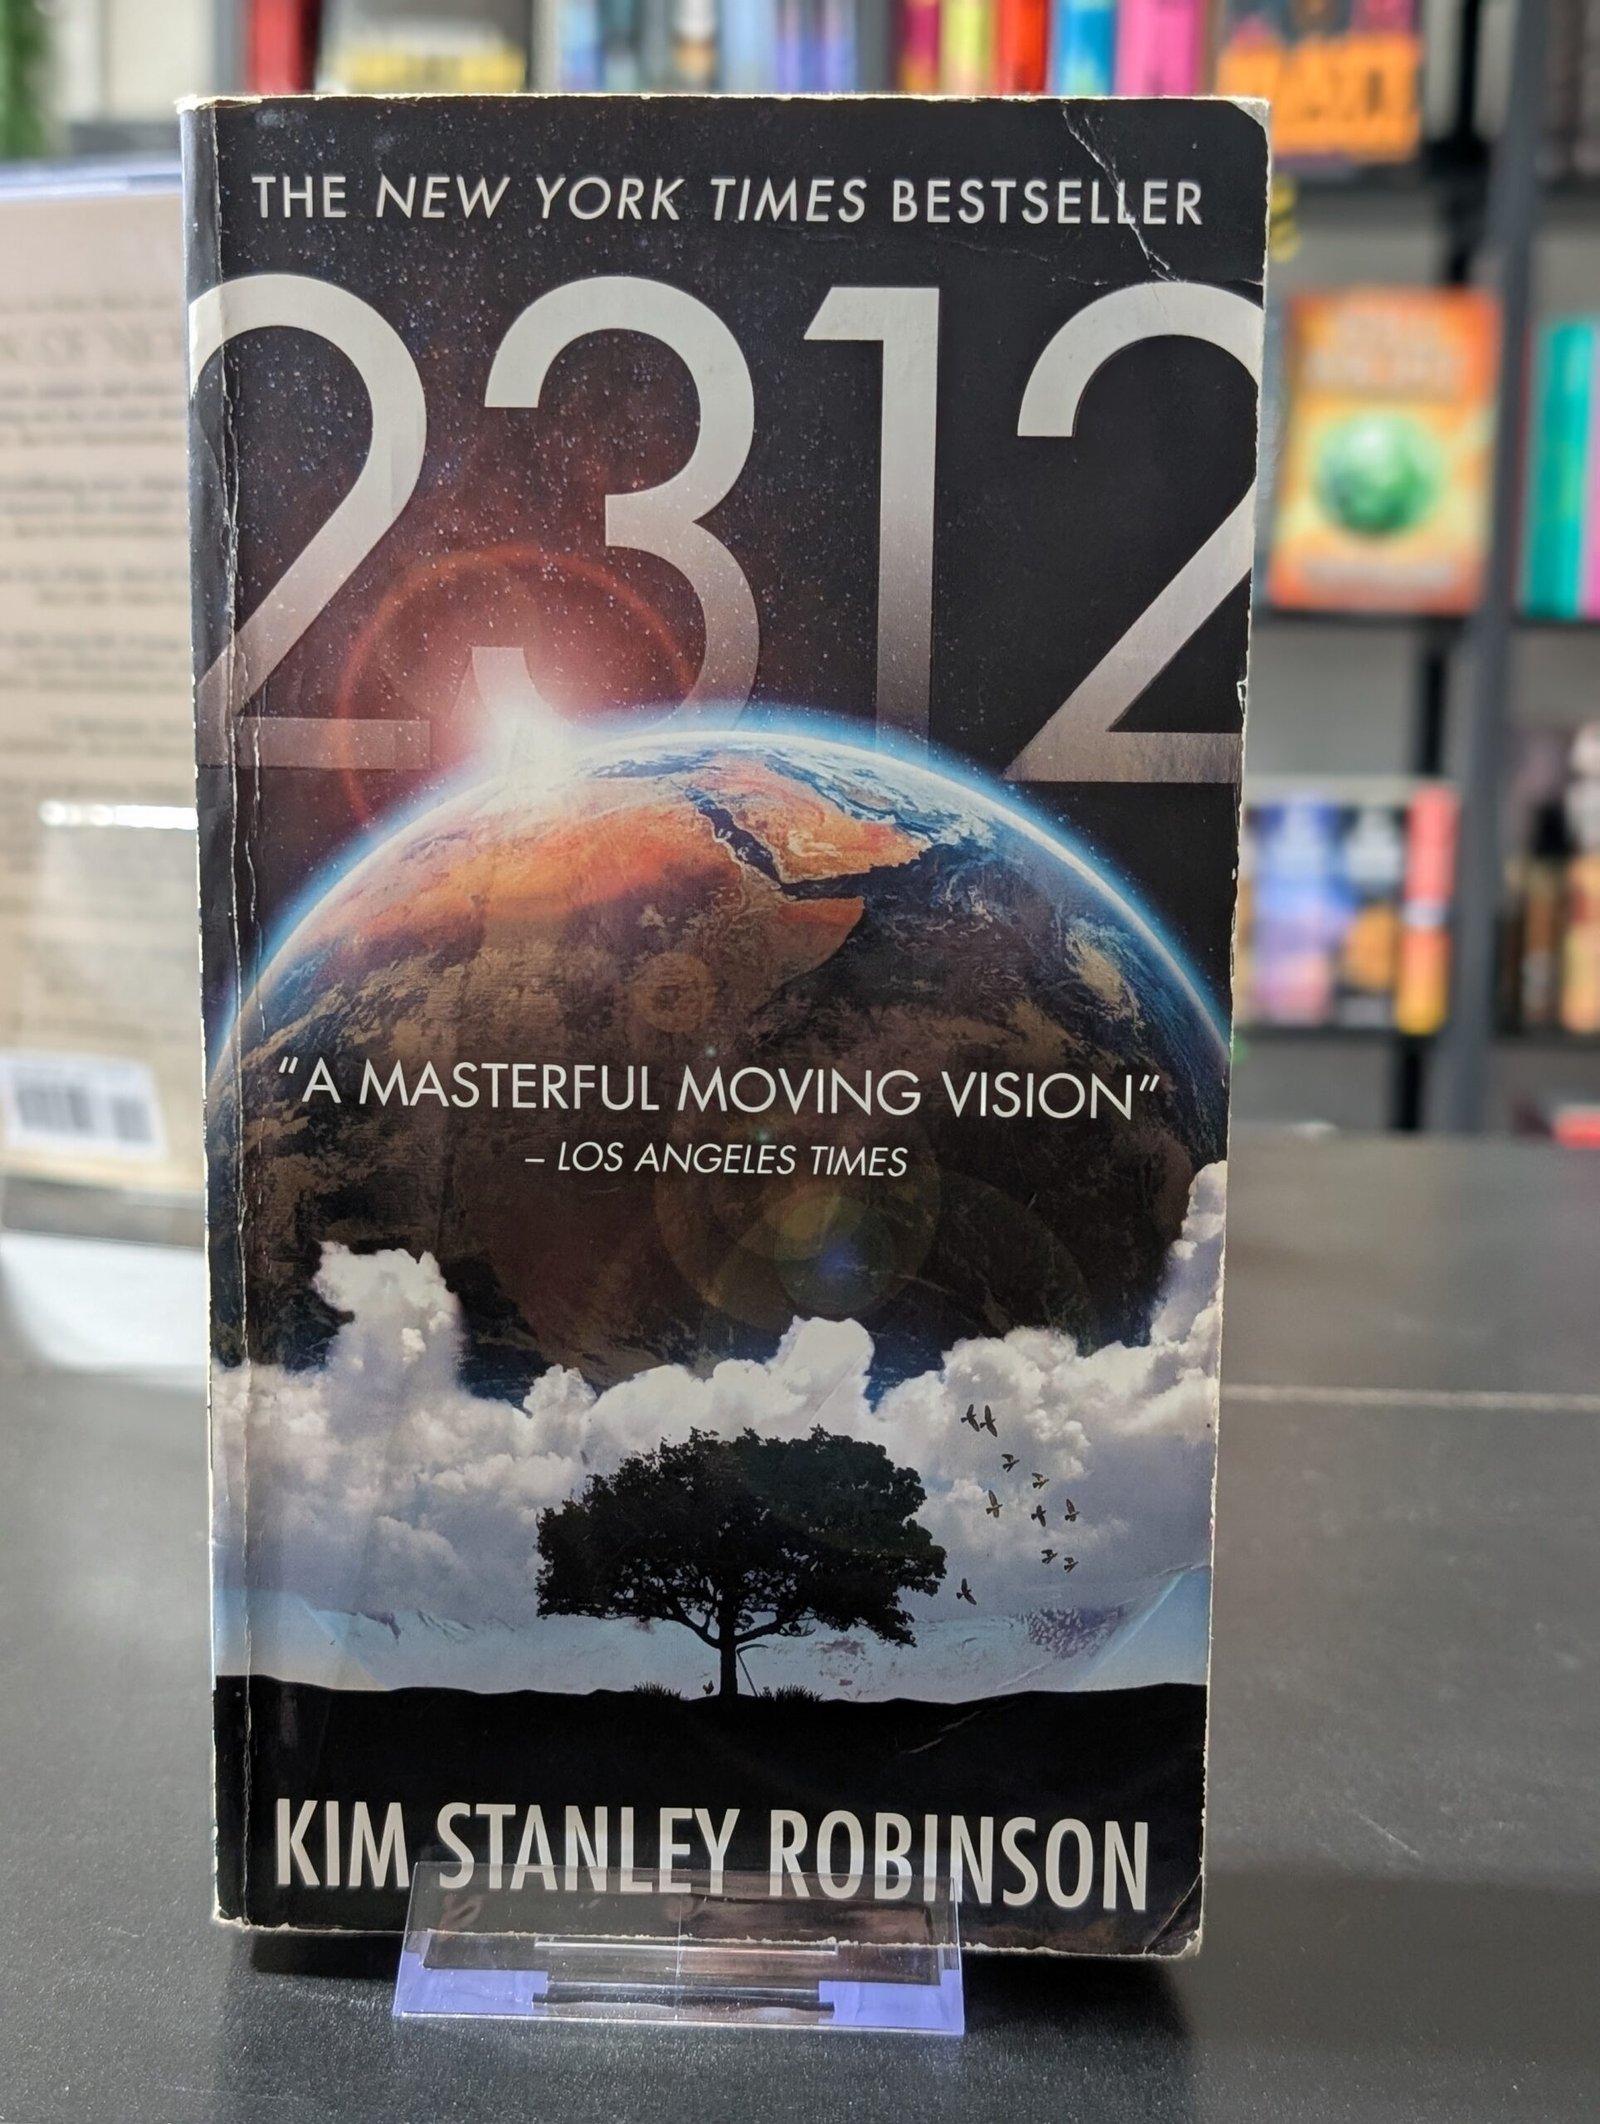 THE NEW YORK TIMES BESTSELLER
2312
"A MASTERFUL MOVING VISION"
– LOS ANGELES TIMES
KIM STANLEY ROBINSON